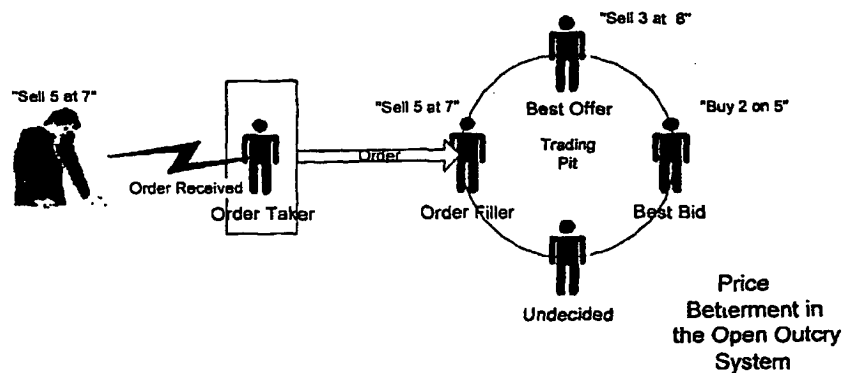 "Sell 3 at 8"
"Sell 5 at 7"
"Sell 5 at 7"
Best Offer
"Buy 2 on 5"
Trading
Pit
Order
Order Received
Order Taker
Order Filler
Best Bid
Undecided
Price
Betterment in
the Open Outcry
System